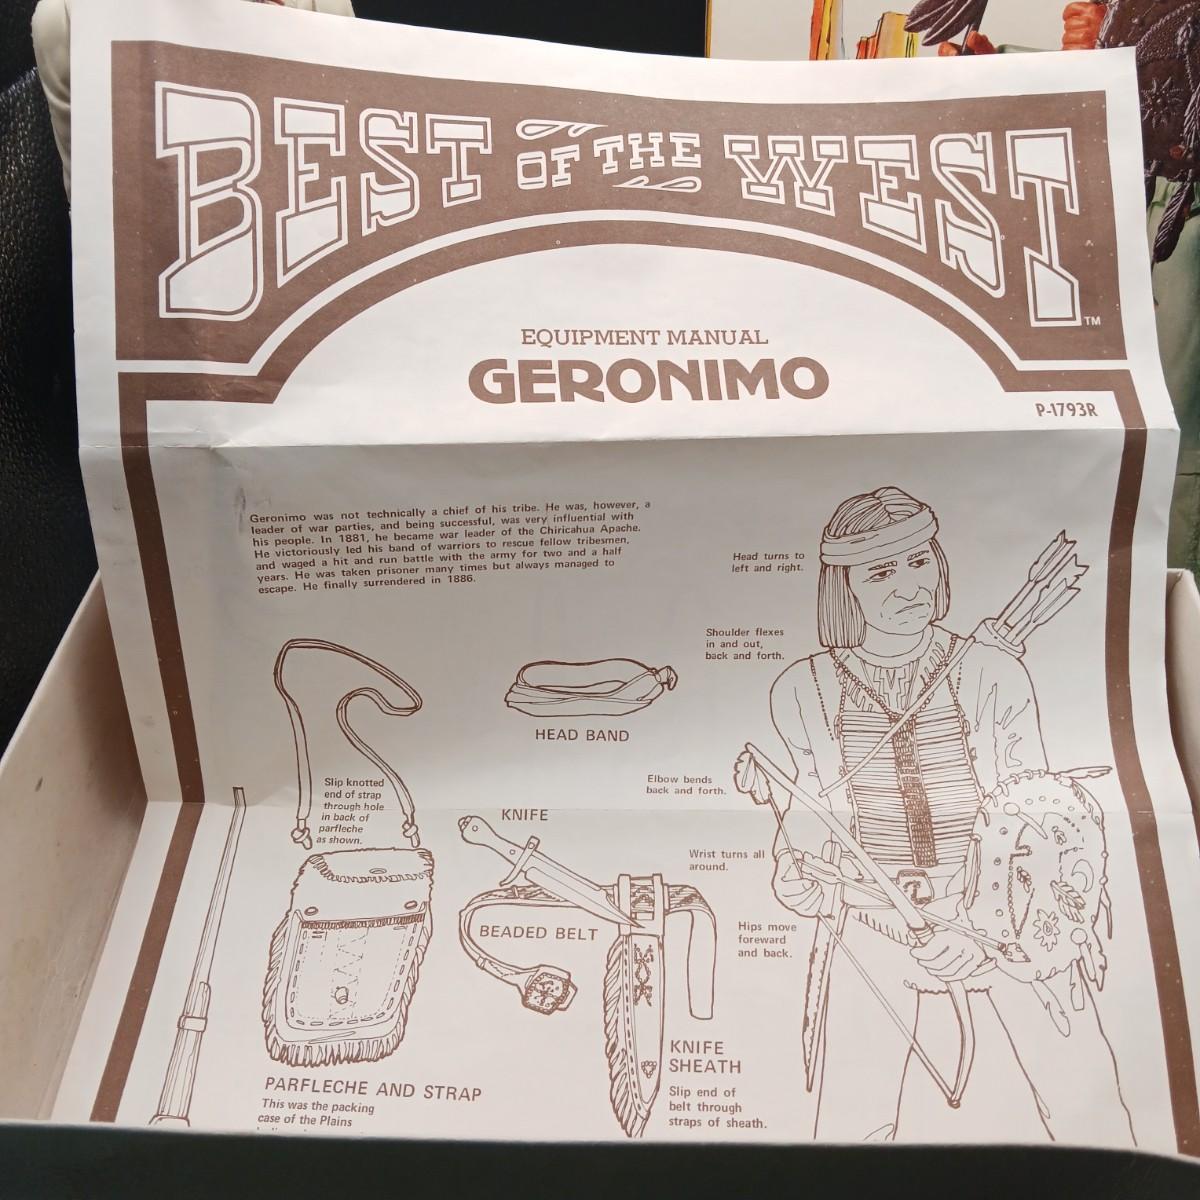 BEST OF THE WEST TM
EQUIPMENT MANUAL
GERONIMO
P-1793R
Geronimo was not technically a chief of his tribe. He was, however, a
leader of war parties, and being successful, was very influential with
his people. In 1881, he became war leader of the Chiricahua Apache.
He victoriously led his band of warriors to rescue fellow tribesmen,
and waged a hit and run battle with the army for two and a half
years. He was taken prisoner many times but always managed to
escape. He finally surrendered in 1886.
Head turns to
left and right.
Shoulder flexes
in and out,
back and forth.
HEAD BAND
Slip knotted
end of strap
through hole
in back of
parfleche
as shown.
Elbow bends
back and forth.
KNIFE
Wrist turns all
around.
BEADED BELT
Hips move
foreward
and back.
KNIFE
SHEATH
Slip end of
belt through
straps of sheath.
PARFLECHE AND STRAP
This was the packing
case of the Plains